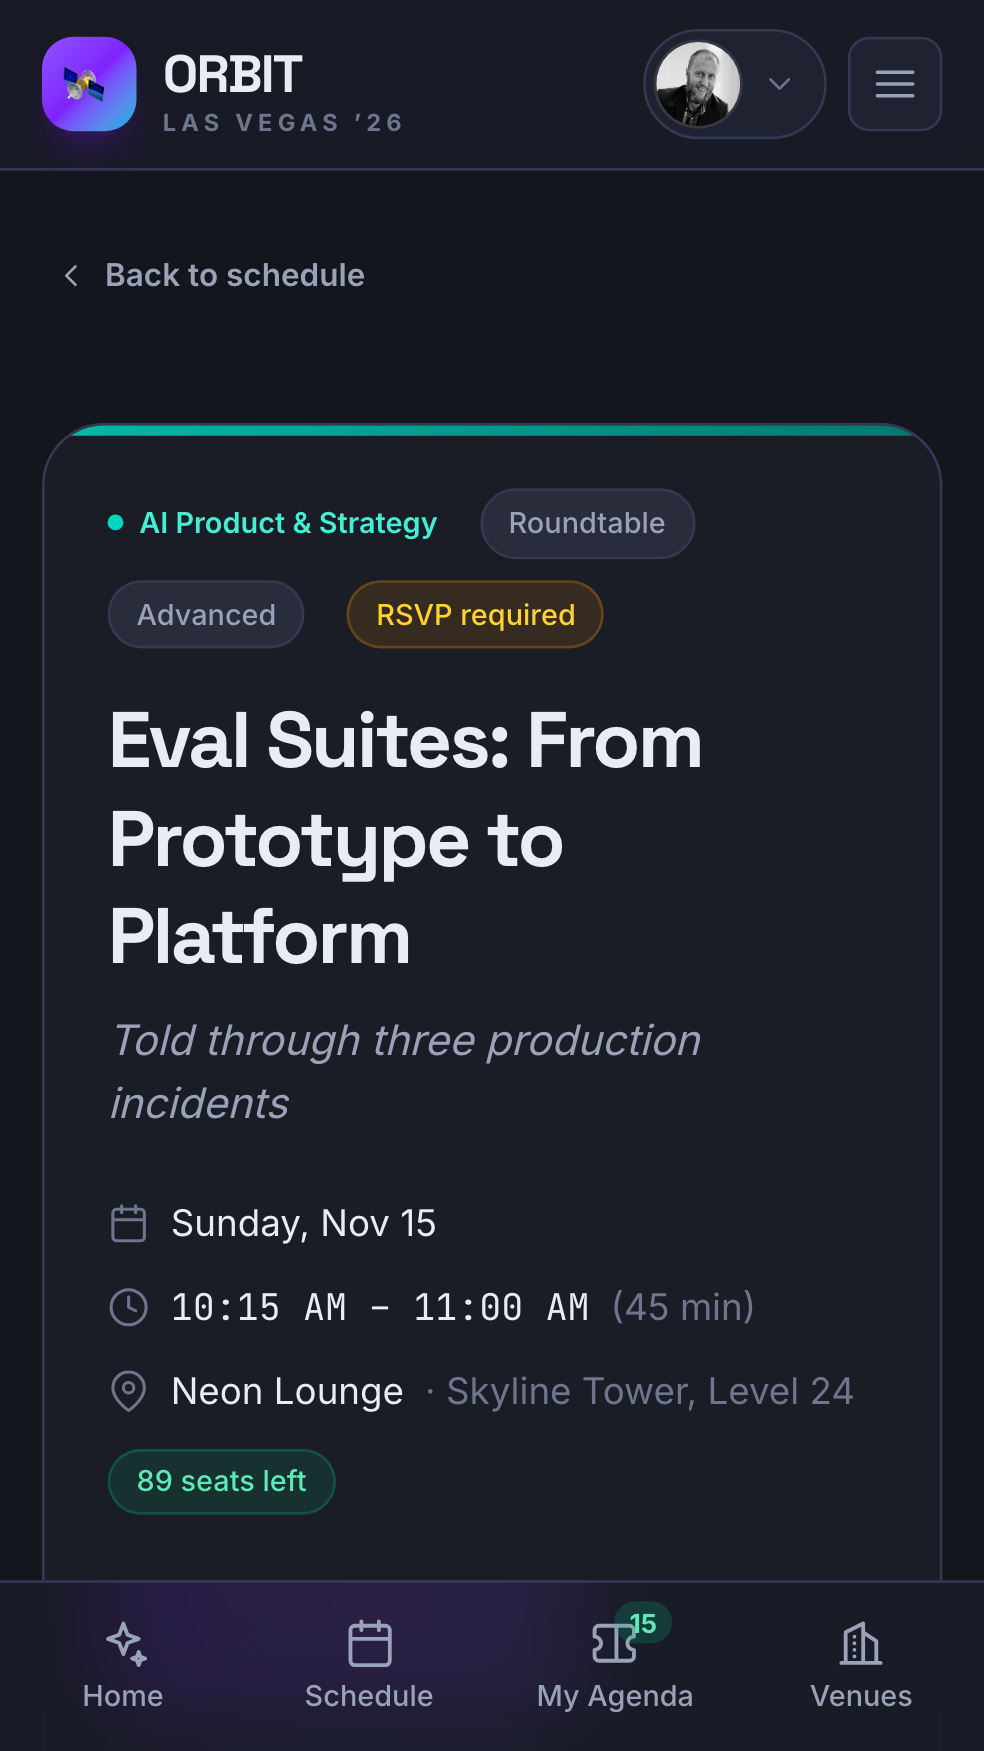 ORBIT
LAS VEGAS ’26
Back to schedule
AI Product & Strategy
Roundtable
Advanced
RSVP required
Eval Suites: From
Prototype to
Platform
Told through three production
incidents
Sunday, Nov 15
10:15 AM – 11:00 AM (45 min)
Neon Lounge · Skyline Tower, Level 24
89 seats left
15
Home
Schedule
My Agenda
Venues